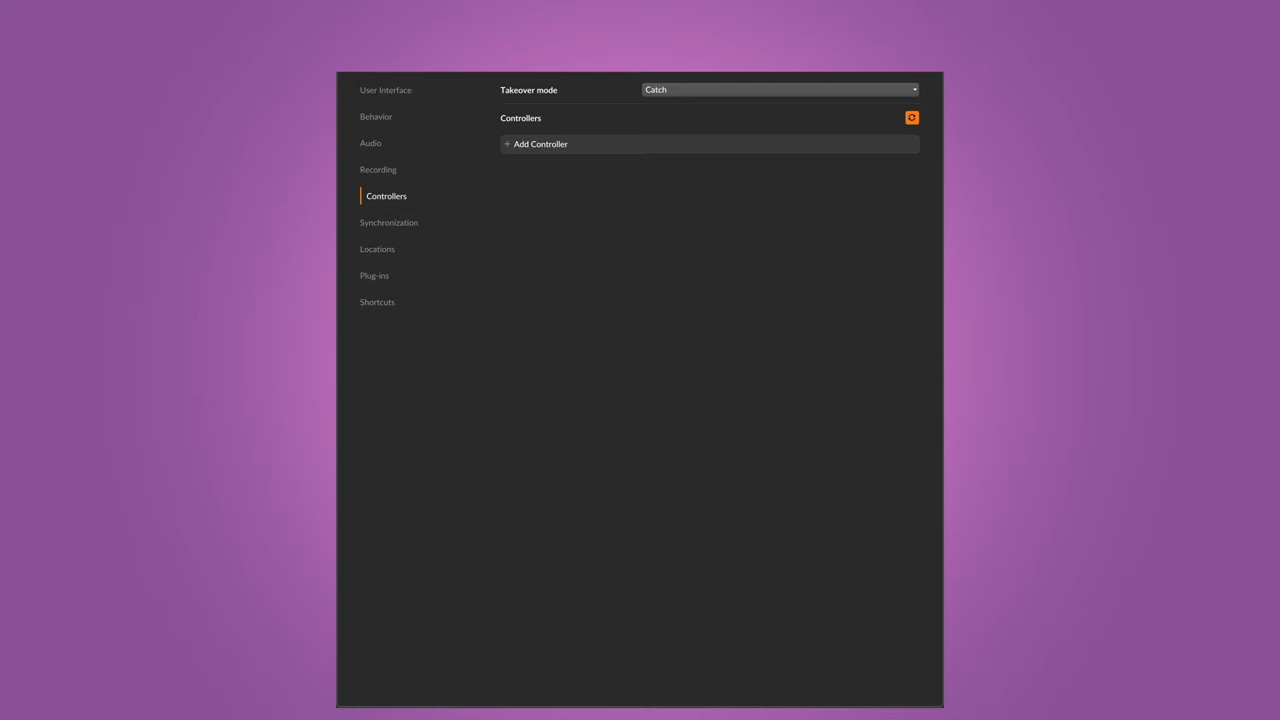 User Interface
Behavior
Audio
Recording
Controllers
Synchronization
Locations
Plug-ins
Shortcuts
Takeover mode Catch
Controllers
+ Add Controller